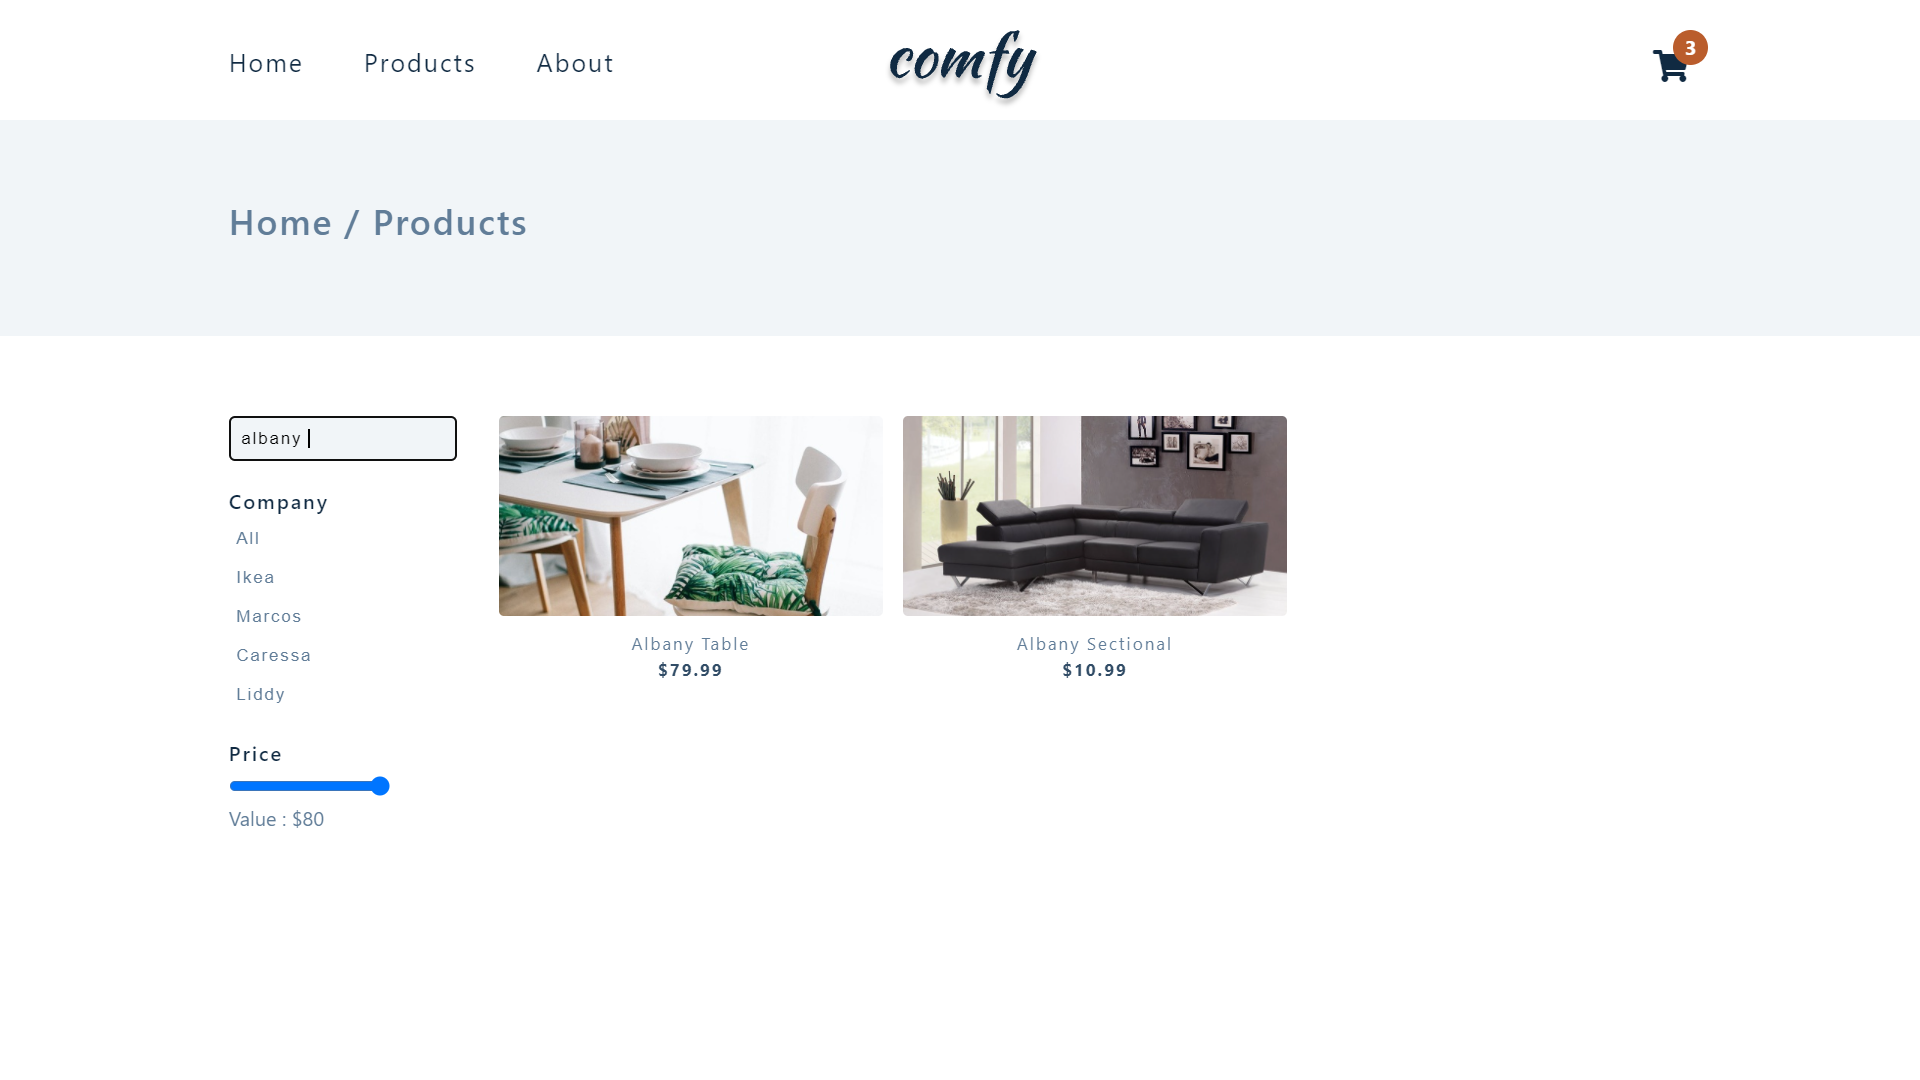 Home Products About comfy 3
Home / Products
albany
Company
All
Ikea
Marcos
Caressa
Liddy
Price
Value : $80
Albany Table
$79.99
Albany Sectional
$10.99